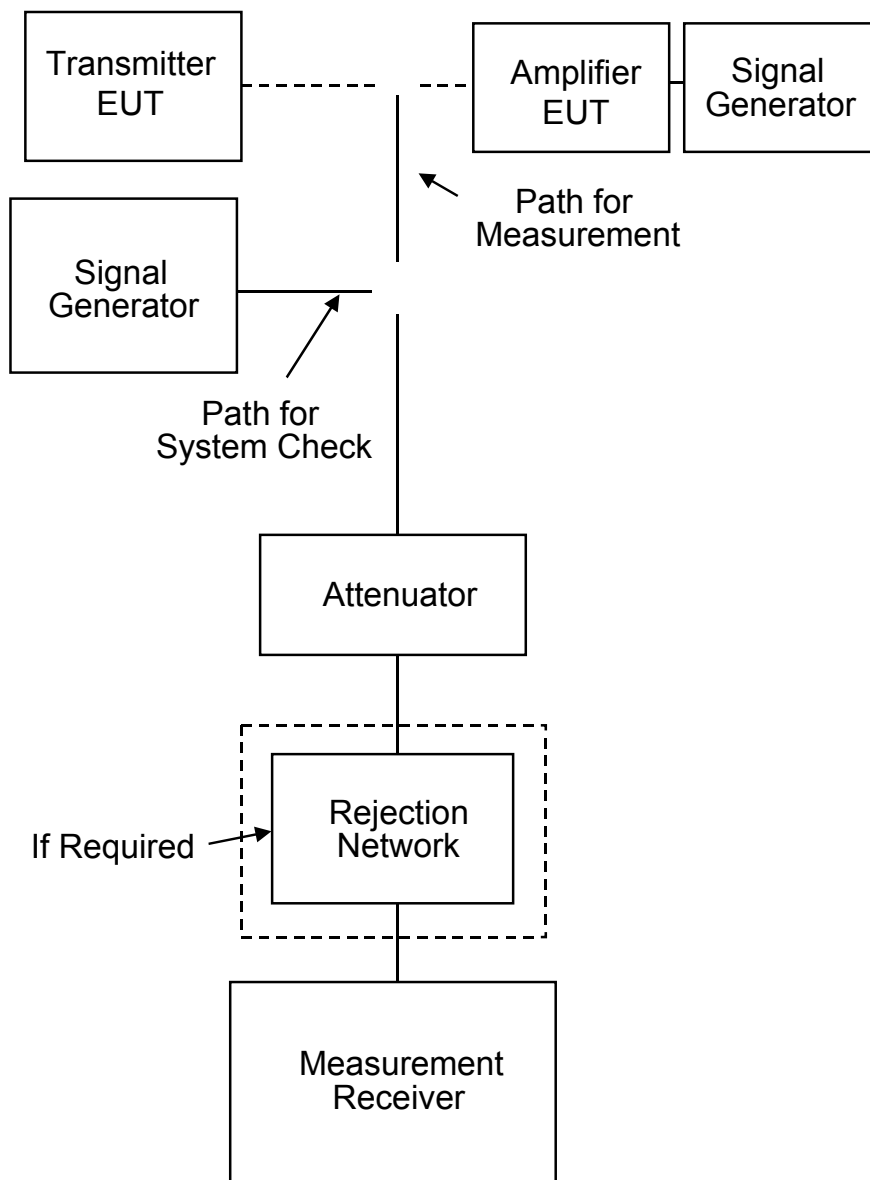 Transmitter
EUT
Amplifier
EUT
Signal
Generator
Path for
Measurement
Signal
Generator
Path for
System Check
Attenuator
Rejection
Network
If Required
Measurement
Receiver